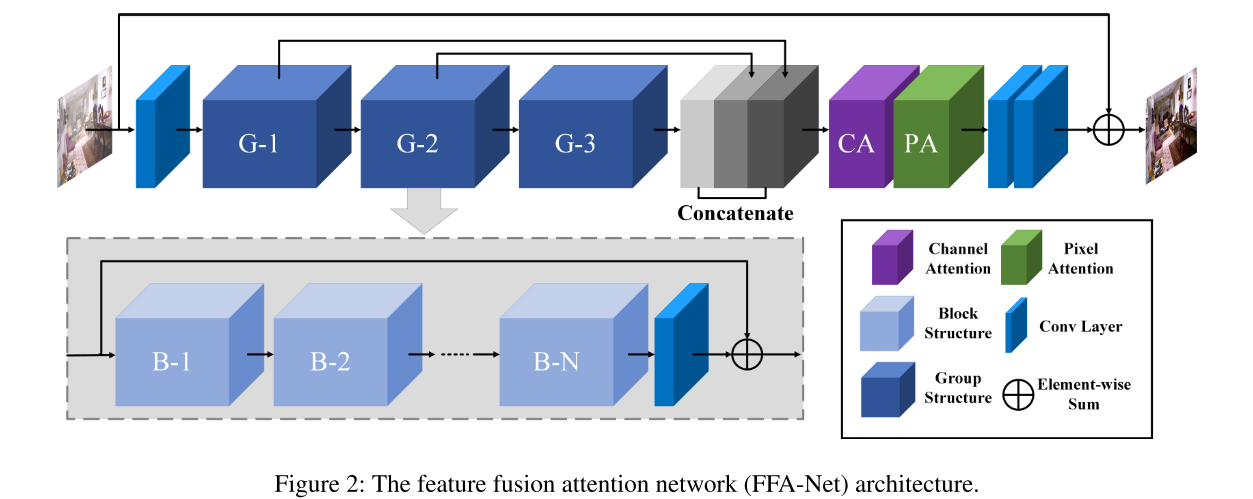 G-1
G-2
G-3
CA
PA
Concatenate
B-1
B-2
B-N
Channel
Attention
Pixel
Attention
Block
Structure
Conv Layer
Group
Structure
Element-wise
Sum
Figure 2: The feature fusion attention network (FFA-Net) architecture.